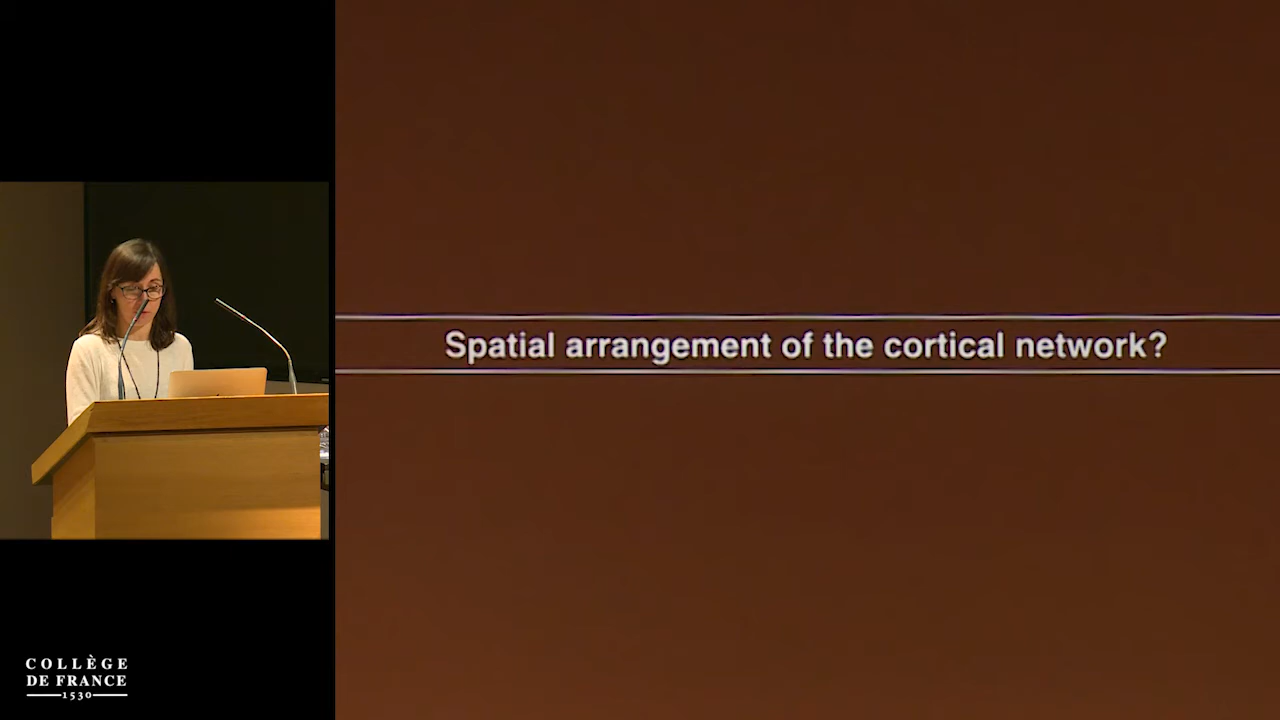 Spatial arrangement of the cortical network?
COLLÈGE
DE FRANCE
1530